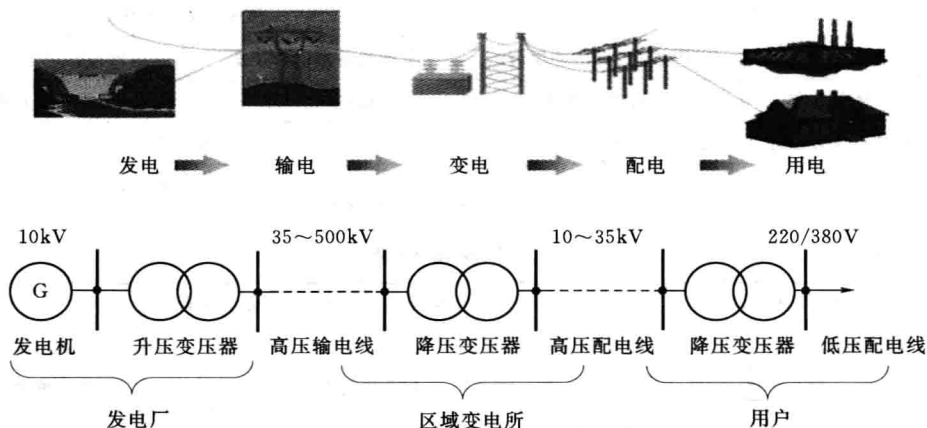 发电 输电 变电 配电 用电
10kV 35~500kV 10~35kV 220/380V
G
发电机 升压变压器 高压输电线 降压变压器 高压配电线 降压变压器 低压配电线
发电厂 区域变电所 用户